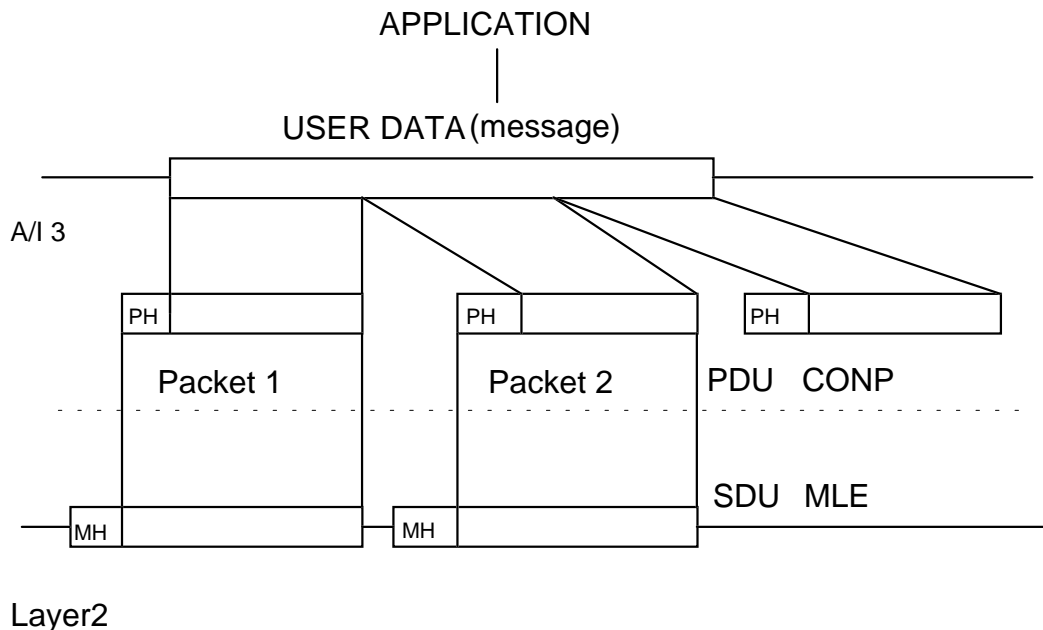 APPLICATION
USER DATA (message)
A/I 3
PH PH PH
Packet 1 Packet 2 PDU CONP
SDU MLE
MH MH
Layer2